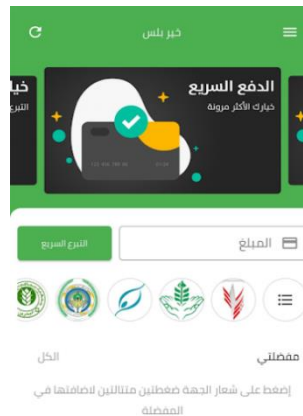 خير بلس
الدفع السريع
خيارك الأكثر مرونة
المبلغ
التبرع السريع
مفضلتي
الكل
إضغط على شعار الجهة ضغطتين متتالتين لاضافتها في
المفضلة